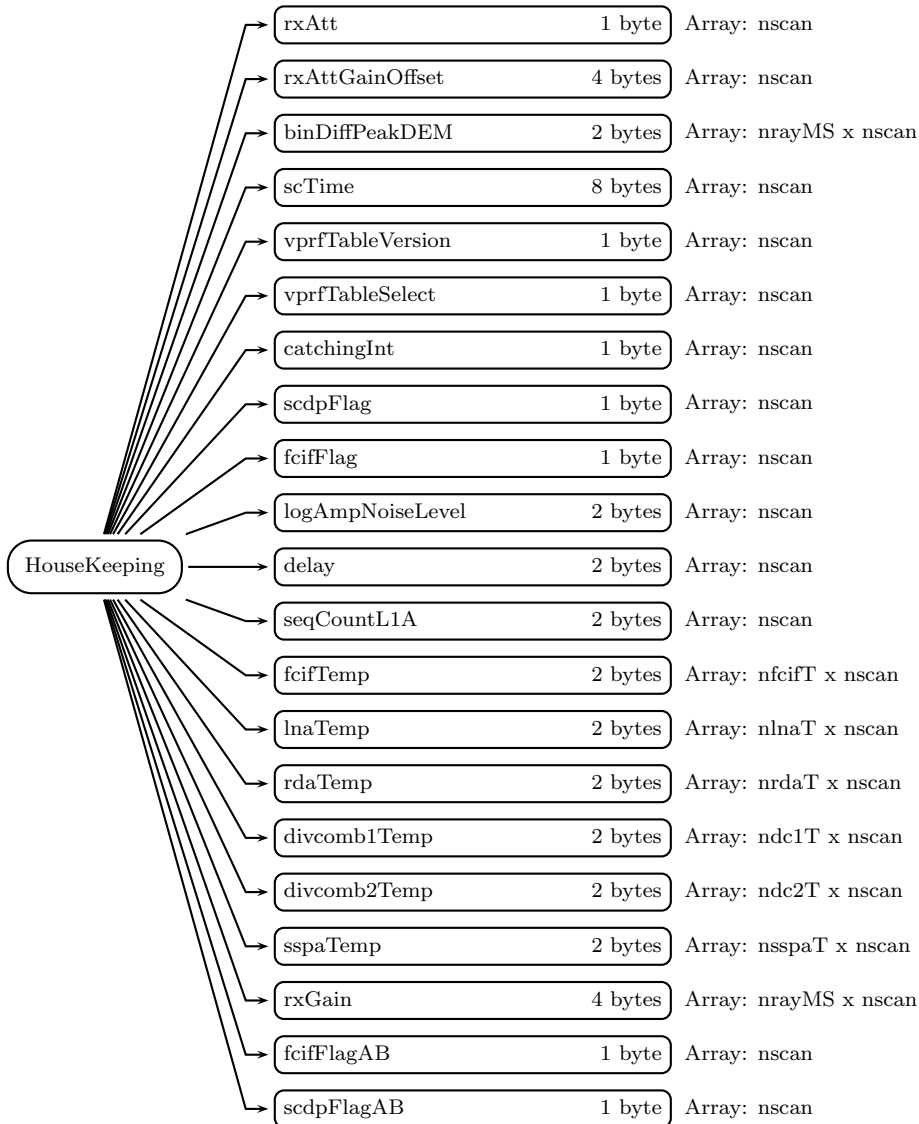 rxAtt 1 byte Array: nscan
rxAttGainOffset 4 bytes Array: nscan
binDiffPeakDEM 2 bytes Array: nrayMS x nscan
scTime 8 bytes Array: nscan
vprfTableVersion 1 byte Array: nscan
vprfTableSelect 1 byte Array: nscan
catchingInt 1 byte Array: nscan
scdpFlag 1 byte Array: nscan
fcifFlag 1 byte Array: nscan
logAmpNoiseLevel 2 bytes Array: nscan
HouseKeeping delay 2 bytes Array: nscan
seqCountL1A 2 bytes Array: nscan
fcifTemp 2 bytes Array: nfcifT x nscan
lnaTemp 2 bytes Array: nlnaT x nscan
rdaTemp 2 bytes Array: nrdaT x nscan
divcomb1Temp 2 bytes Array: ndc1T x nscan
divcomb2Temp 2 bytes Array: ndc2T x nscan
sspaTemp 2 bytes Array: nsspaT x nscan
rxGain 4 bytes Array: nrayMS x nscan
fcifFlagAB 1 byte Array: nscan
scdpFlagAB 1 byte Array: nscan